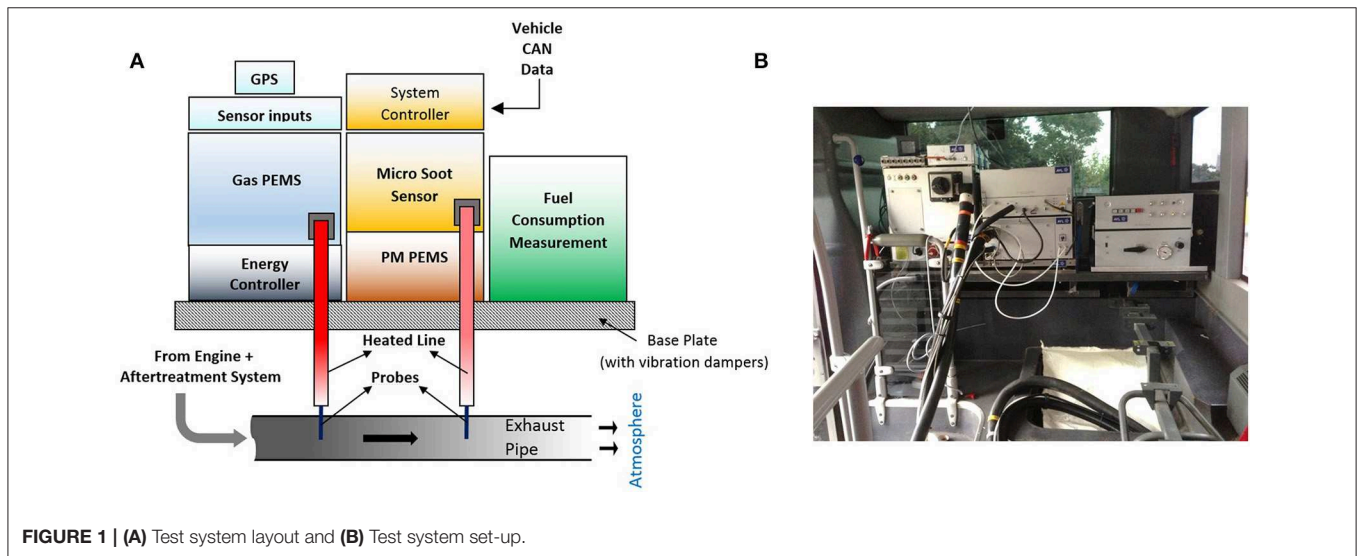 A
GPS
Sensor inputs
Gas PEMS
Energy
Controller
System
Controller
Micro Soot
Sensor
PM PEMS
Vehicle
CAN
Data
Fuel
Consumption
Measurement
Base Plate
(with vibration dampers)
Heated Line
Probes
From Engine +
Aftertreatment System
Exhaust
Pipe
Atmosphere
B
FIGURE 1 | (A) Test system layout and (B) Test system set-up.